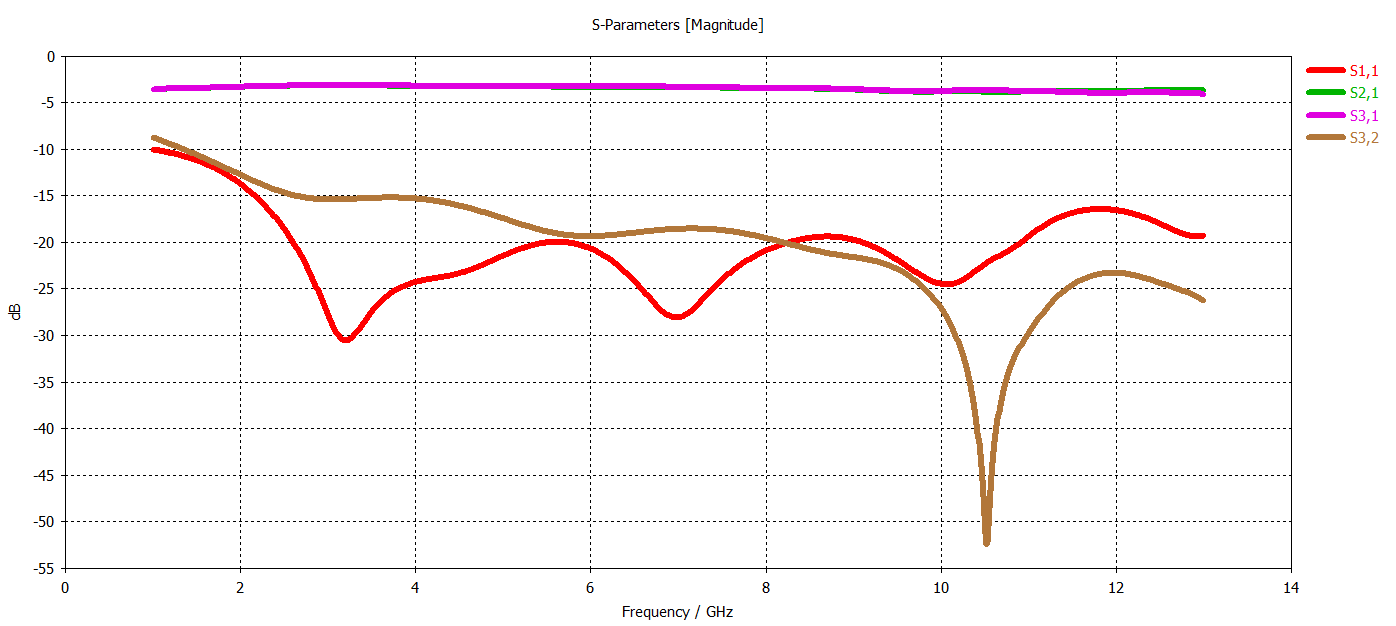 S-Parameters [Magnitude]
0
-5
-10
-15
-20
-25
-30
-35
-40
-45
-50
-55
dB
0 2 4 6 8 10 12 14
Frequency / GHz
S1,1
S2,1
S3,1
S3,2